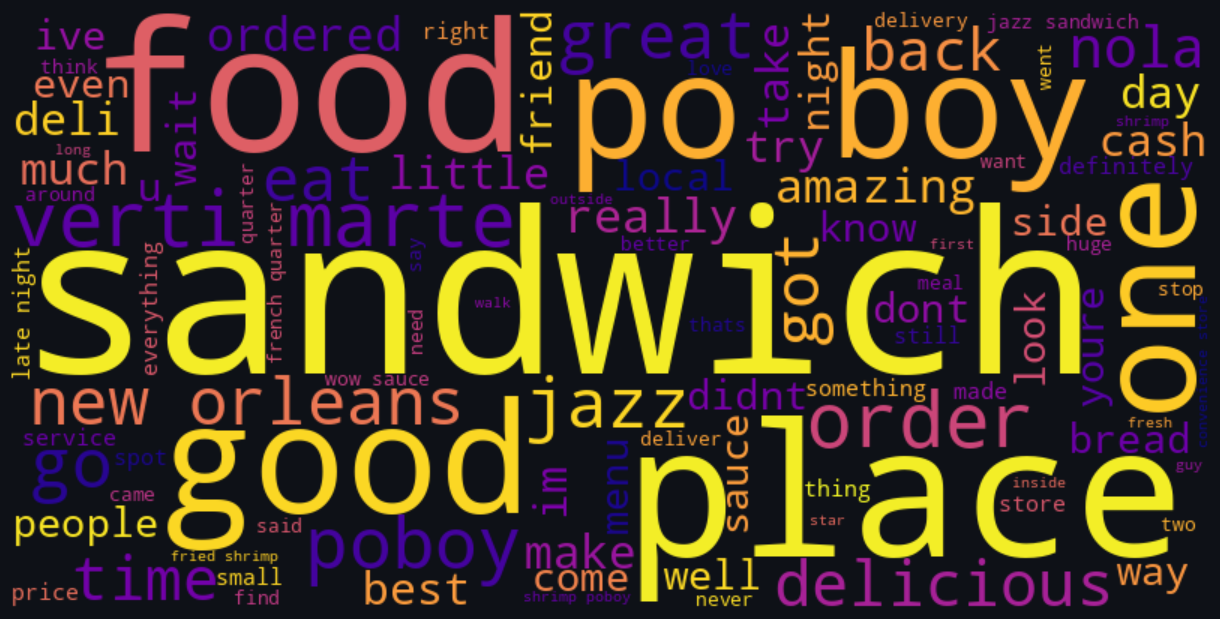 ive
ordered
right
food
friend
great
love
po
take
night
delivery
boy
back
went
jazz sandwich
nola
think
even
deli
wait
day
shrimp
cash
long
much
try
want
definitely
around
u
quarter
eat
little
local
amazing
outside
verti marte
french quarter
really
better
know
first
side
huge
one
late night
everything
say
sandwich
walk
need
thats
got
meal
dont
still
look
youre
stop
convenience store
new orleans
wow sauce
jazz
didnt
something
made
order
fresh
bread
service
go
spot
good
deliver
sauce
menu
im
place
guy
came
thing
inside
store
people
said
star
two
fried shrimp
poboy
make
time
small
come
well
delicious
way
price
find
best
shrimp poboy
never